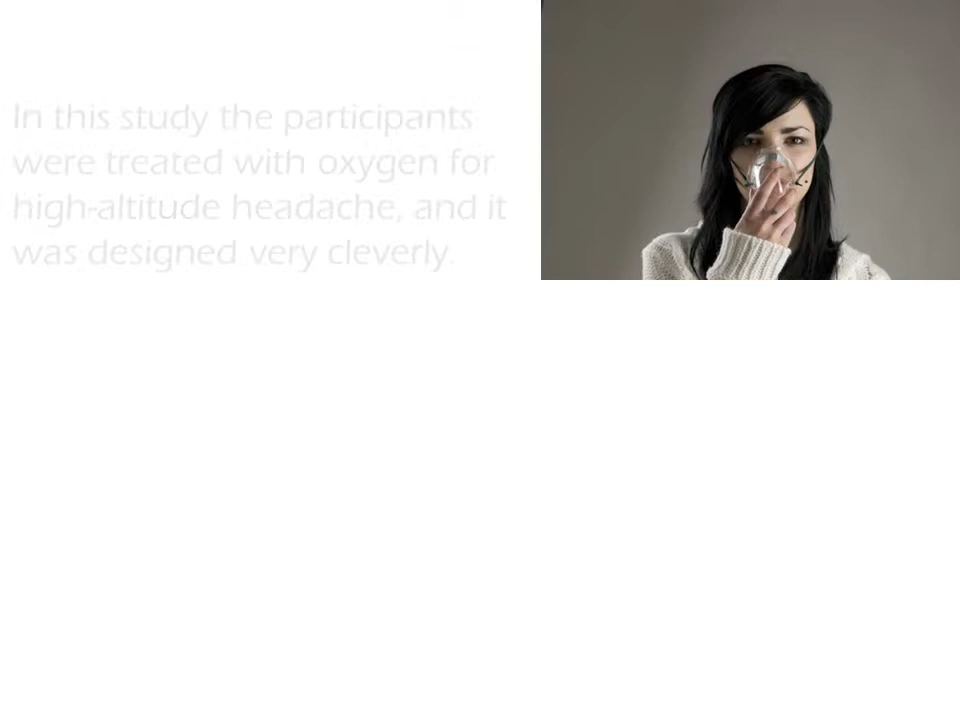 In this study the participants
were treated with oxygen for
high-altitude headache, and it
was designed very cleverly.